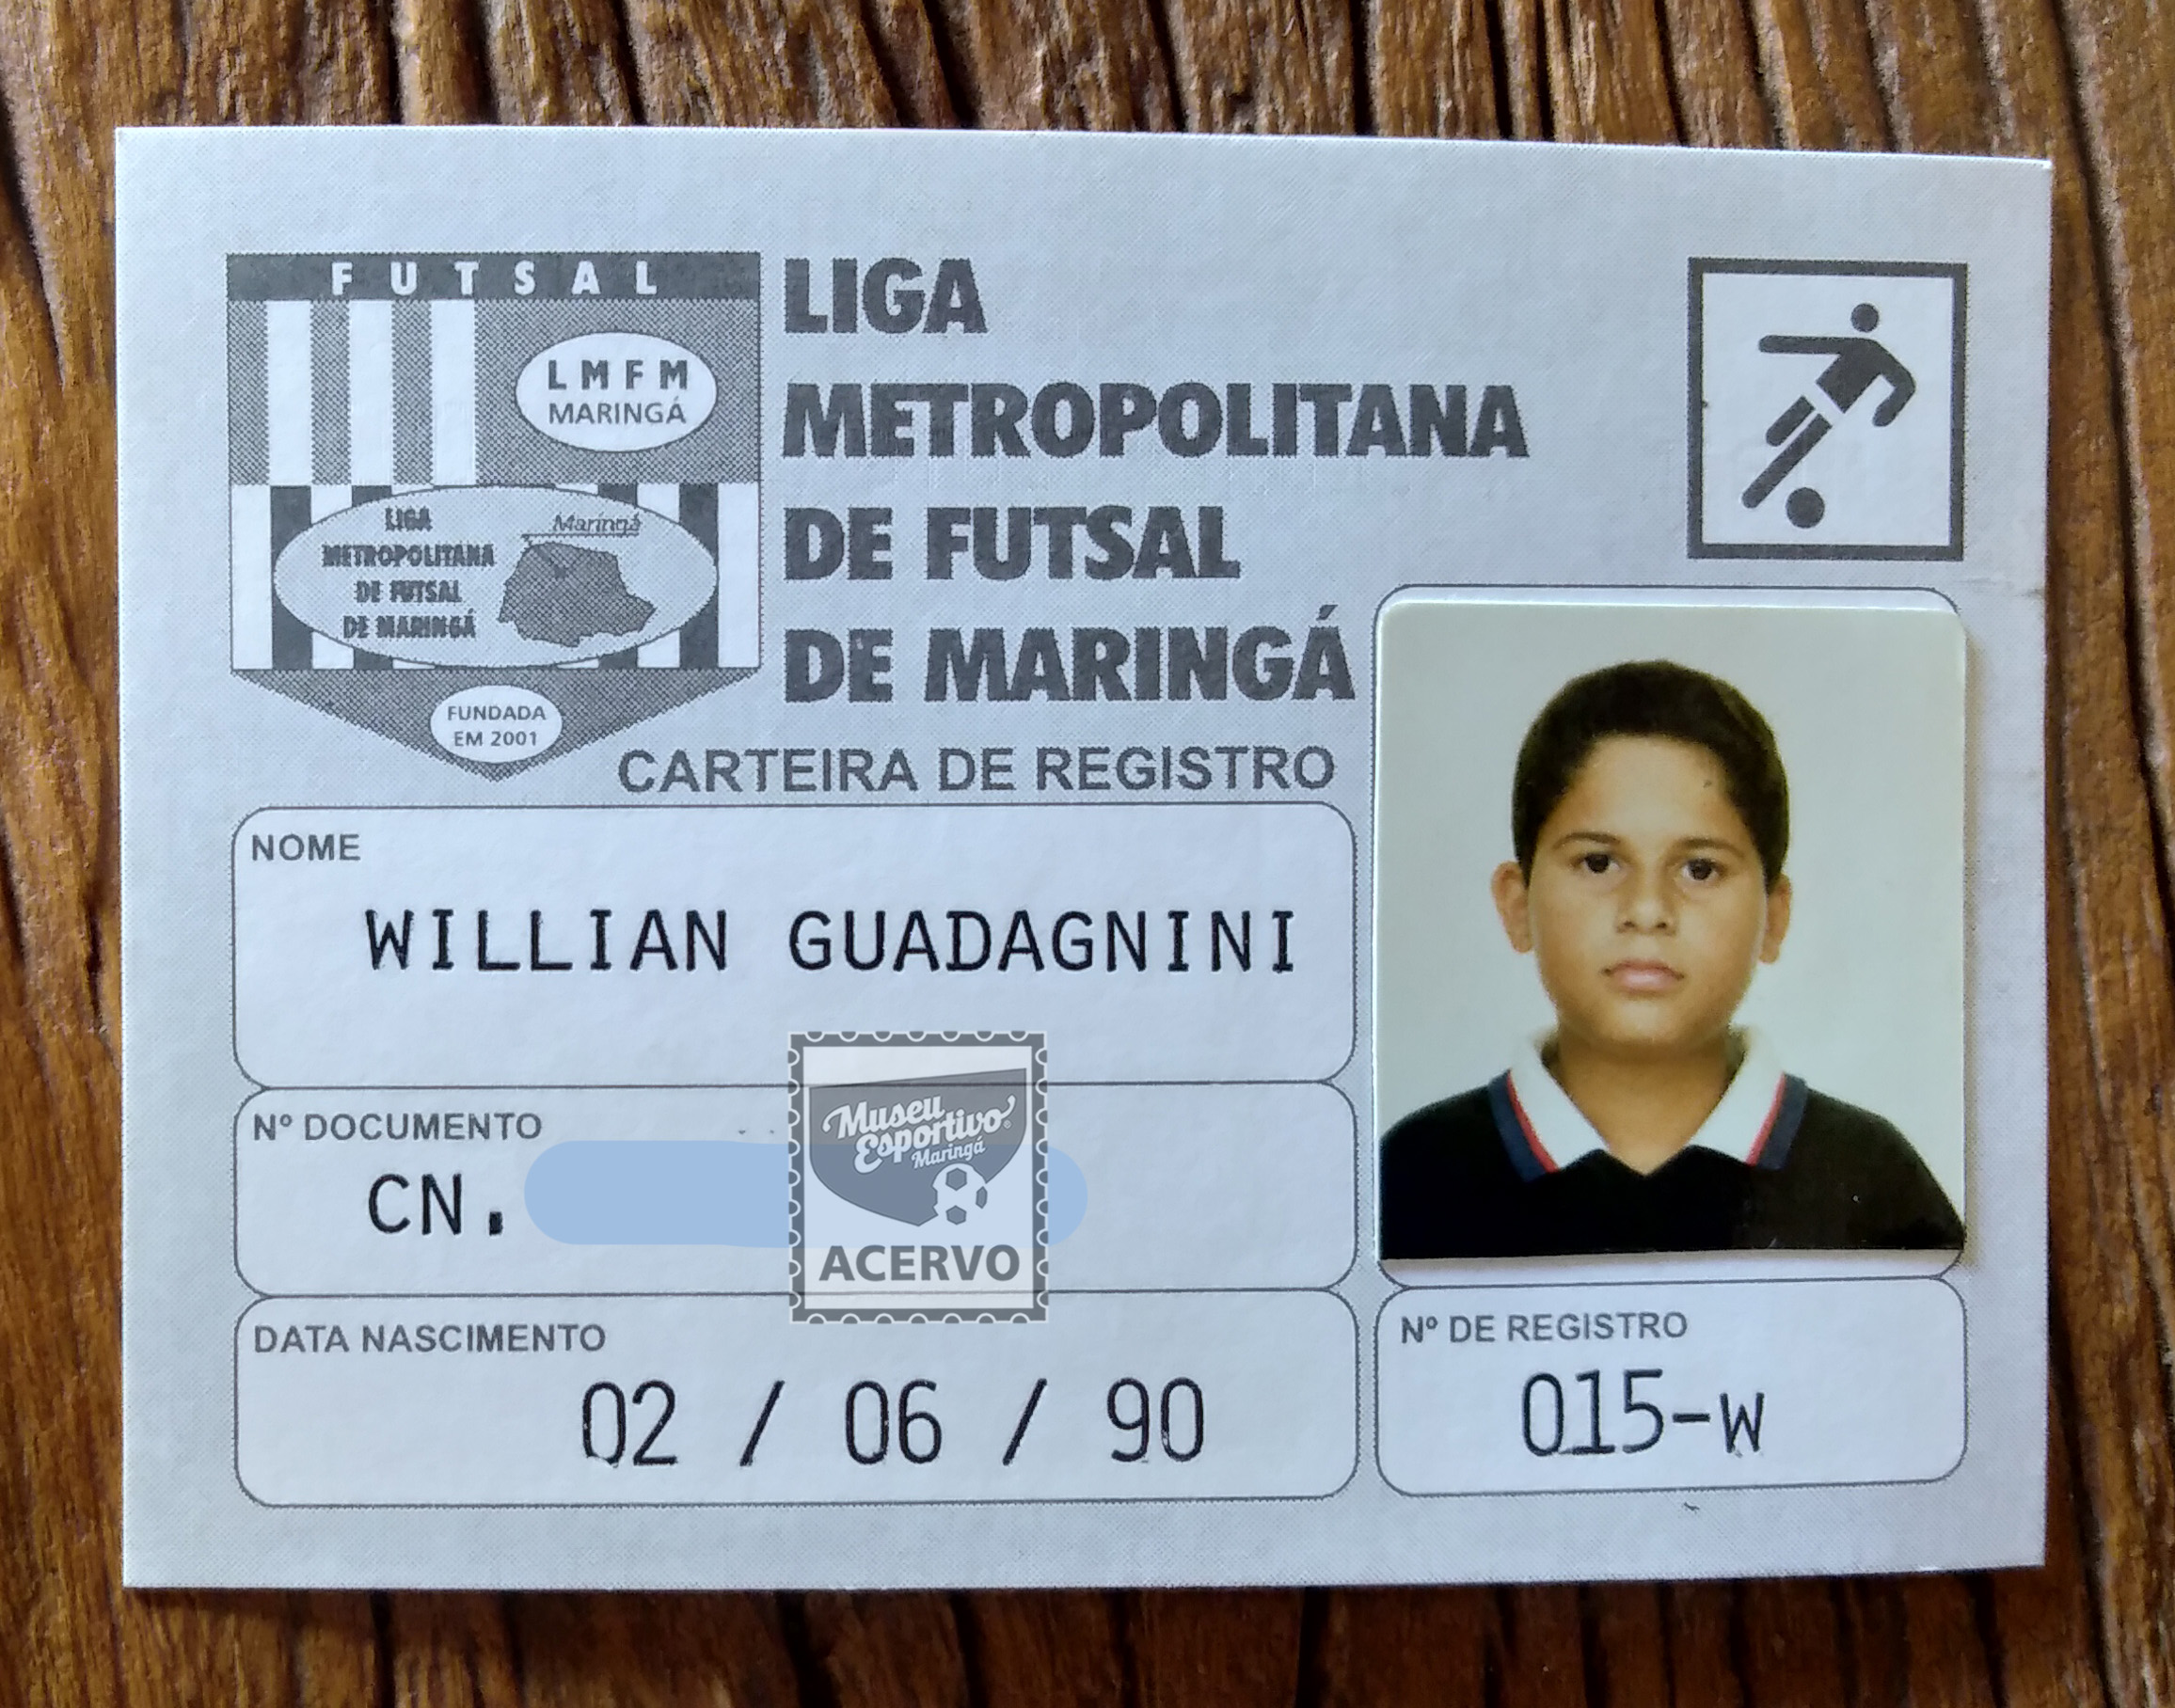 FUTSAL
LMFM
MARINGÁ
LIGA
METROPOLITANA
DE FUTSAL
DE MARINGÁ
Maringá
FUNDADA
EM 2001
LIGA
METROPOLITANA
DE FUTSAL
DE MARINGÁ
CARTEIRA DE REGISTRO
NOME
WILLIAN GUADAGNINI
Nº DOCUMENTO
CN.
Museu
Esportivo
Maringá
ACERVO
DATA NASCIMENTO
02 / 06 / 90
Nº DE REGISTRO
015-W